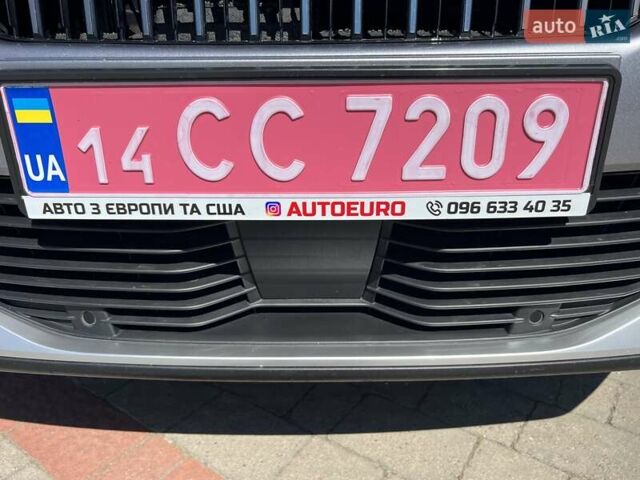 auto RIA
UA 14 CC 7209
АВТО З ЄВРОПИ ТА США AUTOEURO 096 633 40 35